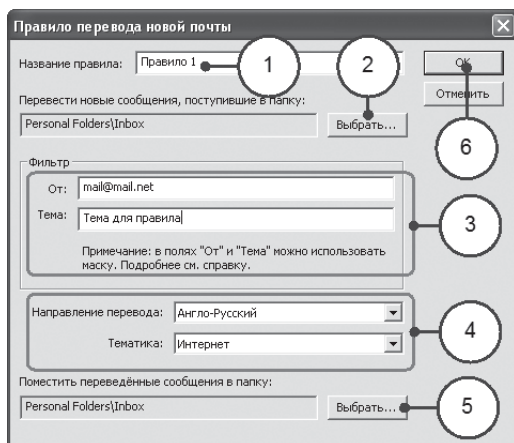 Правило перевода новой почты
Название правила: Правило 1
1
2
OK
Перевести новые сообщения, поступившие в папку:
Отменить
Personal Folders\Inbox
Выбрать...
6
Фильтр
От: mail@mail.net
Тема: Тема для правила
3
Примечание: в полях "От" и "Тема" можно использовать
маску. Подробнее см. справку.
Направление перевода: Англо-Русский
4
Тематика: Интернет
Поместить переведённые сообщения в папку:
Personal Folders\Inbox
Выбрать...
5